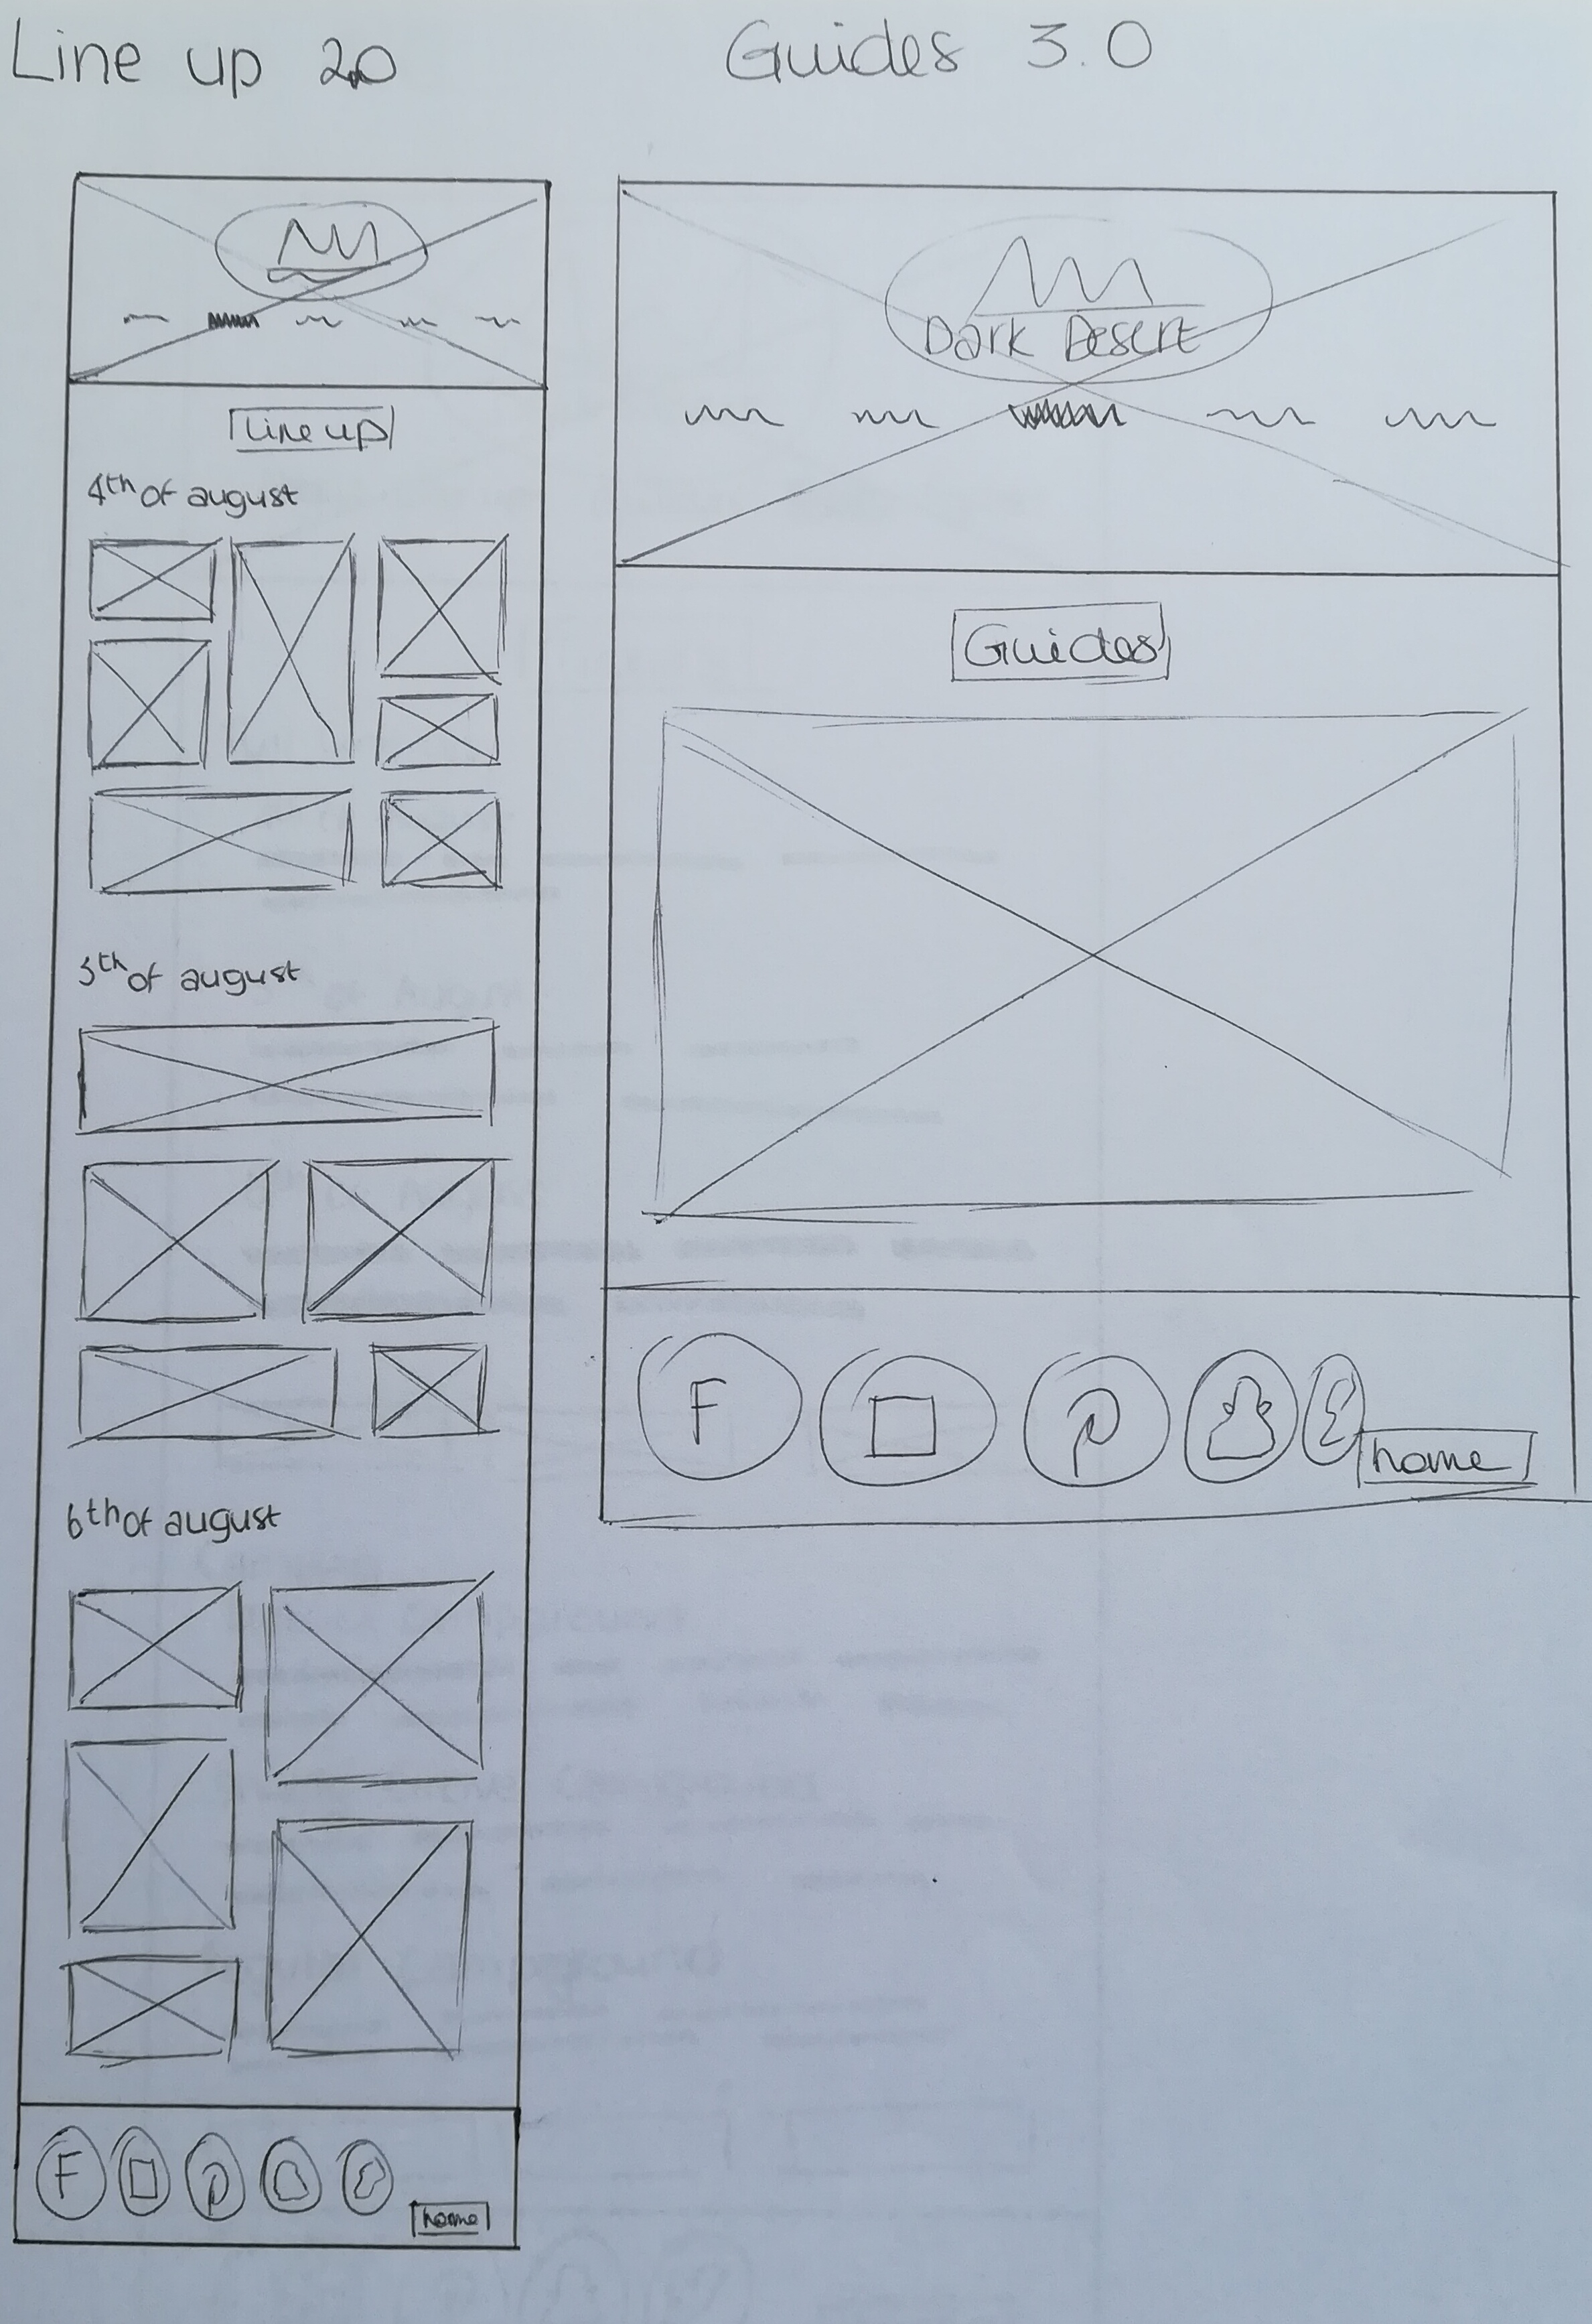 Line up 2.0
Guides 3.0
Line up
4th of august
5th of august
6th of august
F
P
home
Dark Desert
Guides
F
P
home